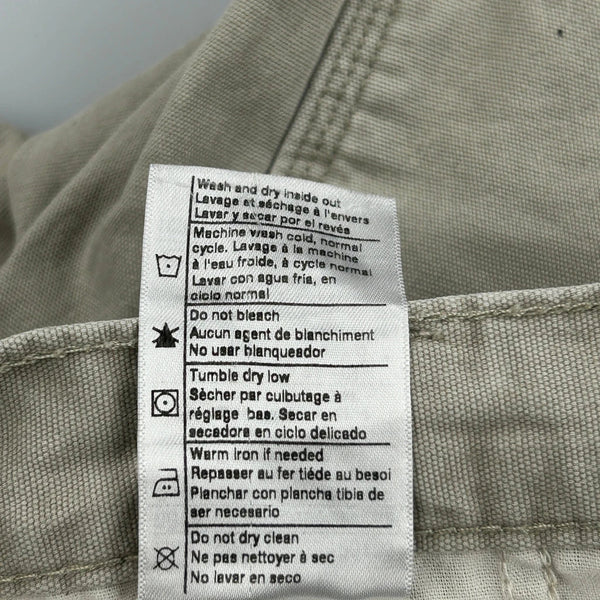 Wash and dry inside out
Lavage et séchage à l'envers
Lavar y secar por el revés
Machine wash cold, normal
cycle. Lavage à la machine
à l'eau froide, à cycle normal
Lavar con agua fria, en
ciclo normal
Do not bleach
Aucun agent de blanchiment
No usar blanqueador
Tumble dry low
Sècher par culbutage à
réglage bas. Secar en
secadora en ciclo delicado
Warm iron if needed
Repasser au fer tiéde au besoi
Planchar con plancha tibia de
ser necesario
Do not dry clean
Ne pas nettoyer à sec
No lavar en seco